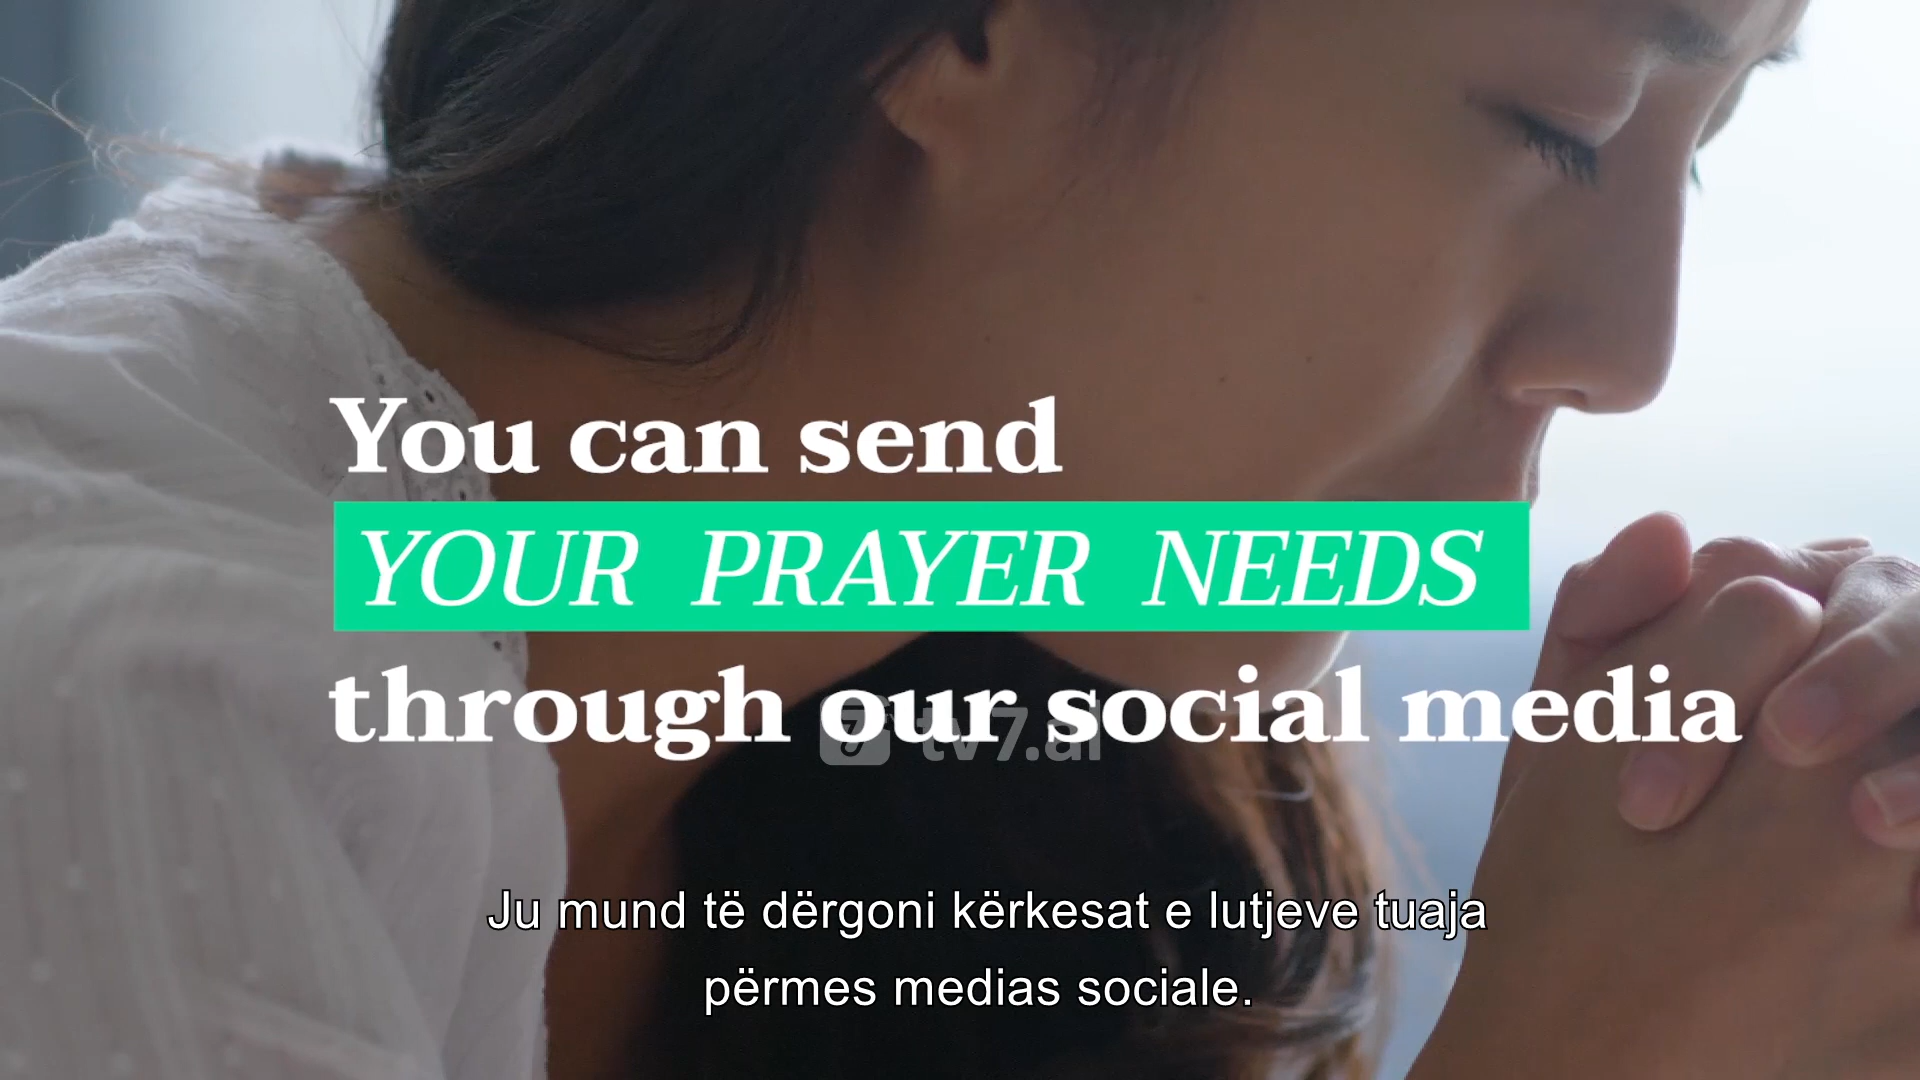 You can send
YOUR PRAYER NEEDS
through our social media
7 tv7.al
Ju mund të dërgoni kërkesat e lutjeve tuaja
përmes medias sociale.